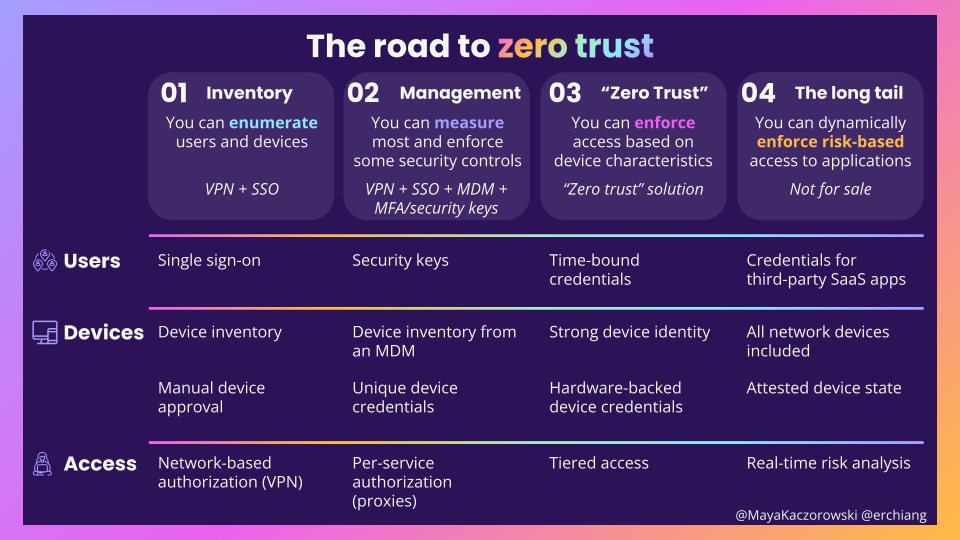 The road to zero trust
01 Inventory
You can enumerate
users and devices
VPN + SSO
02 Management
You can measure
most and enforce
some security controls
VPN + SSO + MDM +
MFA/security keys
03 “Zero Trust”
You can enforce
access based on
device characteristics
“Zero trust” solution
04 The long tail
You can dynamically
enforce risk-based
access to applications
Not for sale
Users
Single sign-on
Security keys
Time-bound
credentials
Credentials for
third-party SaaS apps
Devices
Device inventory
Device inventory from
an MDM
Strong device identity
All network devices
included
Manual device
approval
Unique device
credentials
Hardware-backed
device credentials
Attested device state
Access
Network-based
authorization (VPN)
Per-service
authorization
(proxies)
Tiered access
Real-time risk analysis
@MayaKaczorowski @erchiang